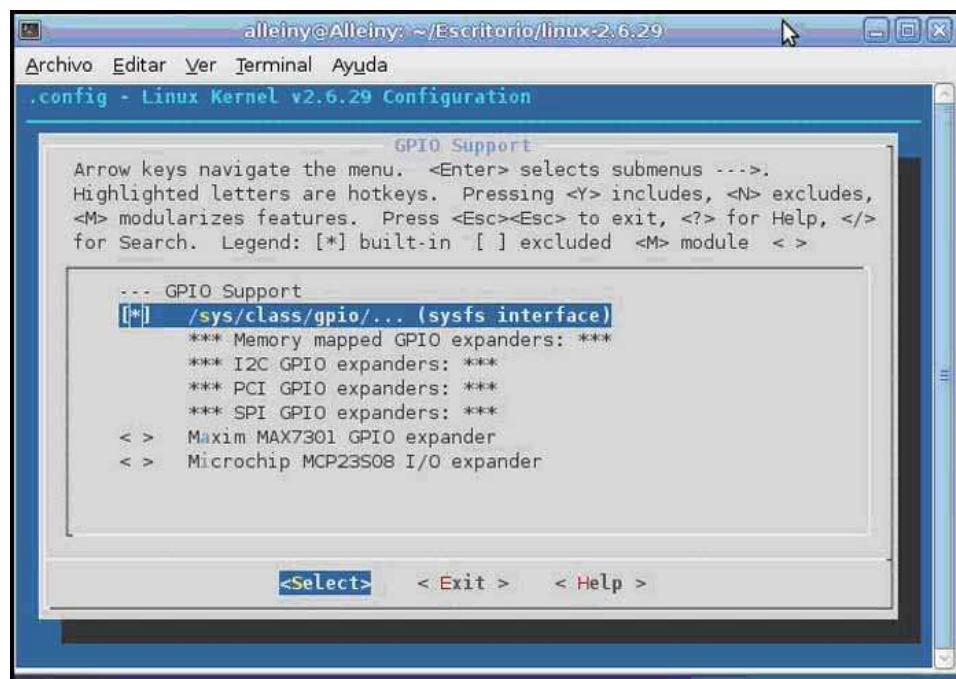 alleiny@Alleiny: ~/Escritorio/linux-2.6.29
Archivo Editar Ver Terminal Ayuda
.config - Linux Kernel v2.6.29 Configuration
GPIO Support
Arrow keys navigate the menu. <Enter> selects submenus --->.
Highlighted letters are hotkeys. Pressing <Y> includes, <N> excludes,
<M> modularizes features. Press <Esc><Esc> to exit, <?> for Help, </>
for Search. Legend: [*] built-in [ ] excluded <M> module < >
--- GPIO Support
[*] /sys/class/gpio/... (sysfs interface)
*** Memory mapped GPIO expanders: ***
*** I2C GPIO expanders: ***
*** PCI GPIO expanders: ***
*** SPI GPIO expanders: ***
< > Maxim MAX7301 GPIO expander
< > Microchip MCP23S08 I/O expander
<Select> < Exit > < Help >